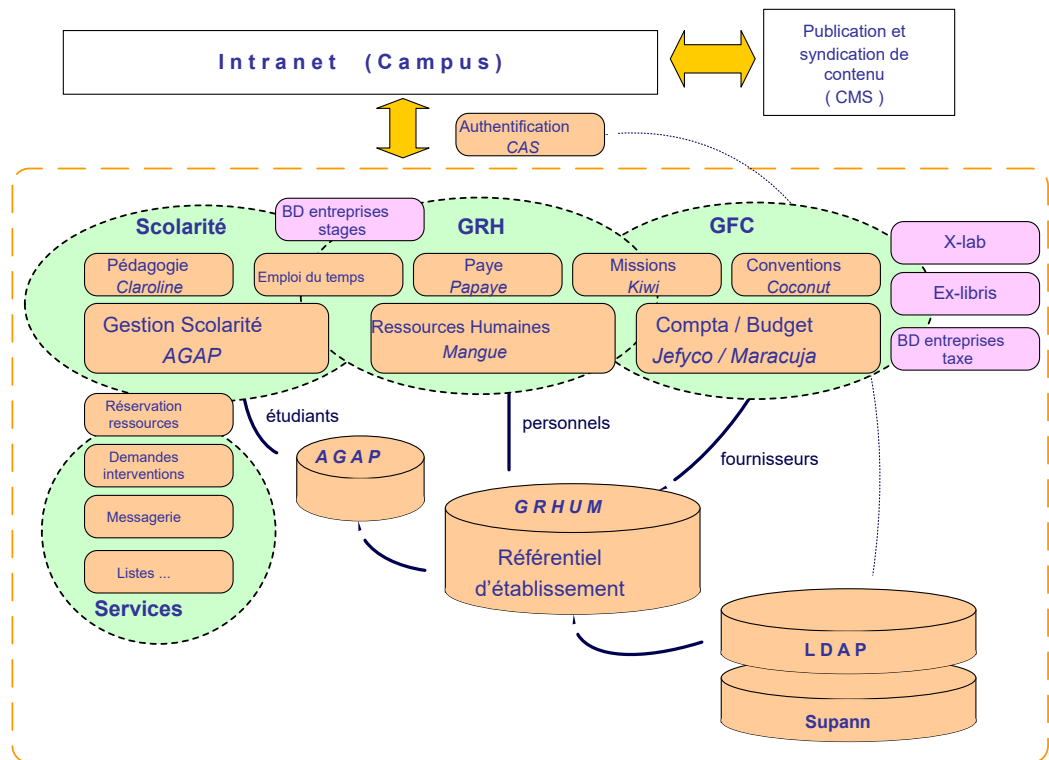 Intranet (Campus)
Publication et
syndication de
contenu
( CMS )
Authentification
CAS
Scolarité
BD entreprises
stages
GRH
GFC
X-lab
Pédagogie
Claroline
Emploi du temps
Paye
Papaye
Missions
Kiwi
Conventions
Coconut
Ex-libris
Gestion Scolarité
AGAP
Ressources Humaines
Mangue
Compta / Budget
Jefyco / Maracuja
BD entreprises
taxe
Réservation
ressources
étudiants
personnels
fournisseurs
Demandes
interventions
Messagerie
Listes ...
Services
AGAP
GRHUM
Référentiel
d’établissement
LDAP
Supann